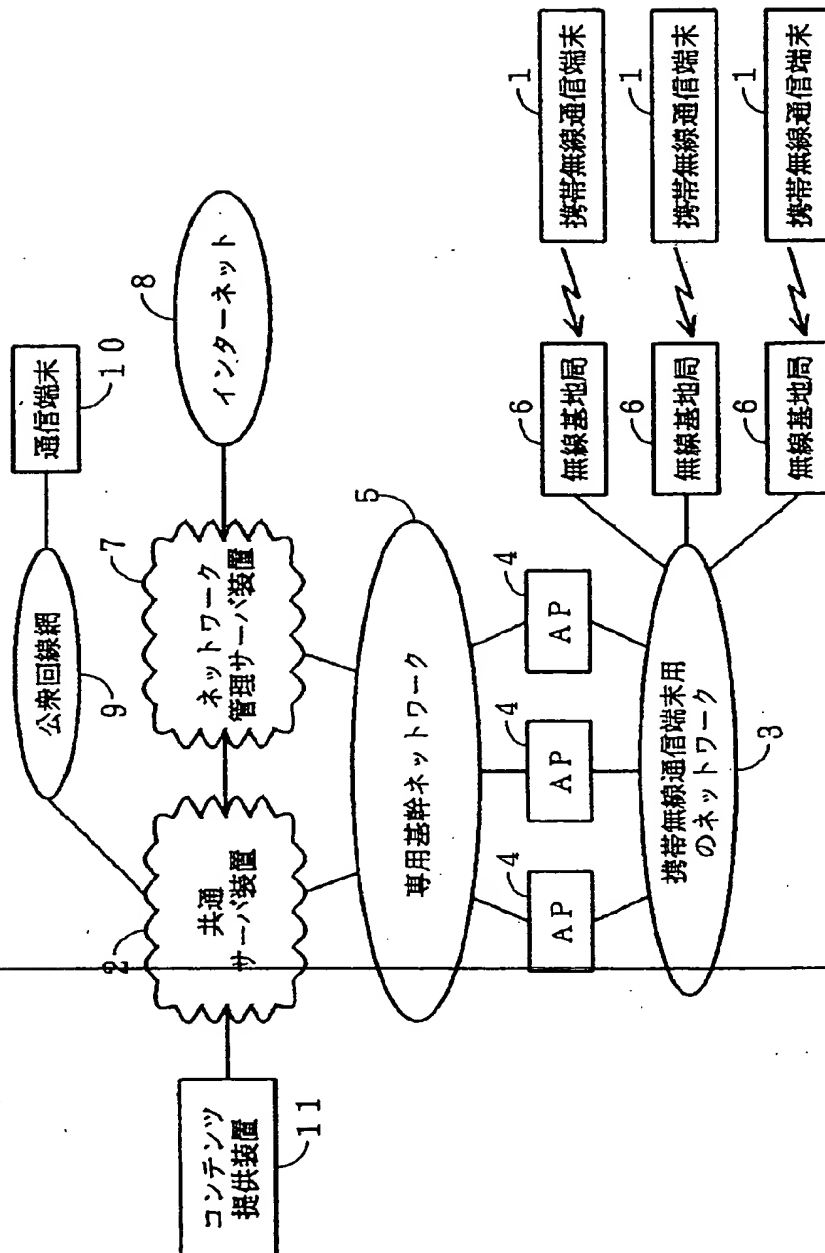 通信端末
10
公衆回線網
9
インターネット
8
ネットワーク
管理サーバ装置
7
共通
サーバ装置
2
コンテンツ
提供装置
11
専用基幹ネットワーク
5
AP
4
AP
4
AP
4
携帯無線通信端末用
のネットワーク
3
無線基地局
6
無線基地局
6
無線基地局
6
携帯無線通信端末
1
携帯無線通信端末
1
携帯無線通信端末
1